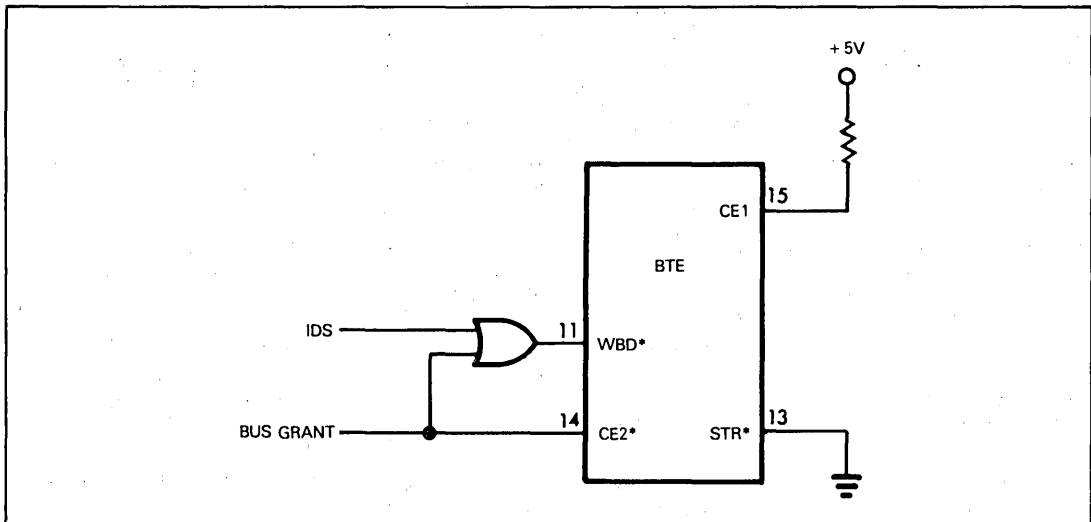 + 5V
15
CE1
BTE
IDS
11
WBD*
BUS GRANT
14
CE2*
13
STR*